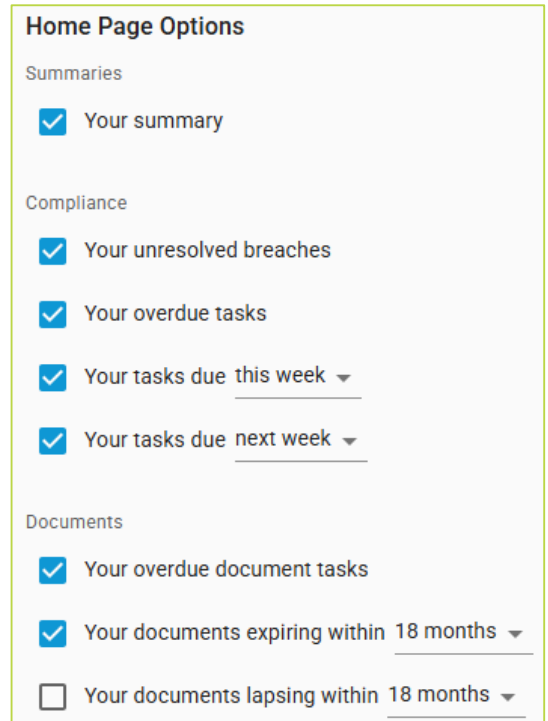 Home Page Options
Summaries
Your summary
Compliance
Your unresolved breaches
Your overdue tasks
Your tasks due this week
Your tasks due next week
Documents
Your overdue document tasks
Your documents expiring within 18 months
Your documents lapsing within 18 months